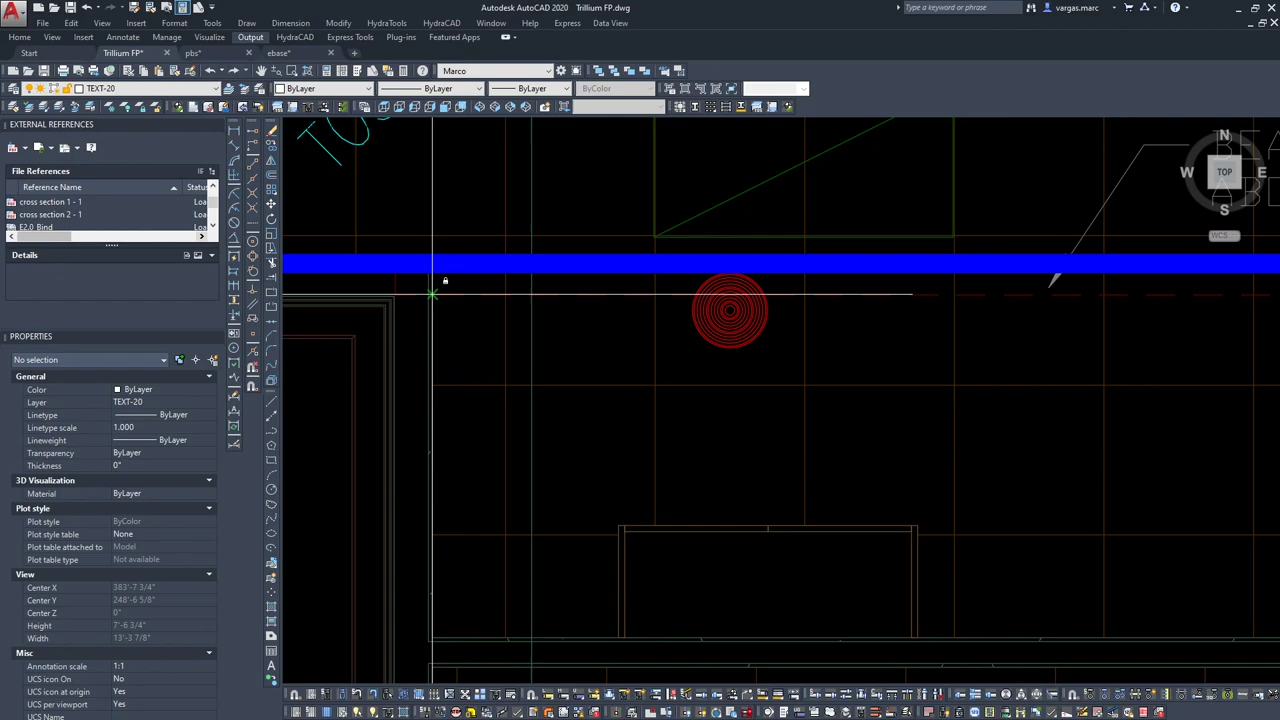 Autodesk AutoCAD 2020 Trillium FP.dwg
Type a keyword or phrase
vargas.marc
File Edit View Insert Format Tools Draw Dimension Modify HydraTools HydraCAD Window Help Express Data View
Home View Insert Annotate Manage Visualize Output HydraCAD Express Tools Plug-ins Featured Apps
Start Trillium FP* pbs* ebase*
Marco
TEXT-20 ByLayer ByLayer ByLayer ByColor
EXTERNAL REFERENCES
File References
Reference Name Status
cross section 1 - 1 Loa
cross section 2 - 1 Loa
E2.0 Bind Loa
Details
PROPERTIES
No selection
General
Color ByLayer
Layer TEXT-20
Linetype ByLayer
Linetype scale 1.000
Lineweight ByLayer
Transparency ByLayer
Thickness 0"
3D Visualization
Material ByLayer
Plot style
Plot style ByColor
Plot style table None
Plot table attached to Model
Plot table type Not available
View
Center X 383'-7 3/4"
Center Y 248'-6 5/8"
Center Z 0"
Height 7'-6 3/4"
Width 13'-3 7/8"
Misc
Annotation scale 1:1
UCS icon On No
UCS icon at origin Yes
UCS per viewport Yes
UCS Name
N
W TOP E
S
WCS